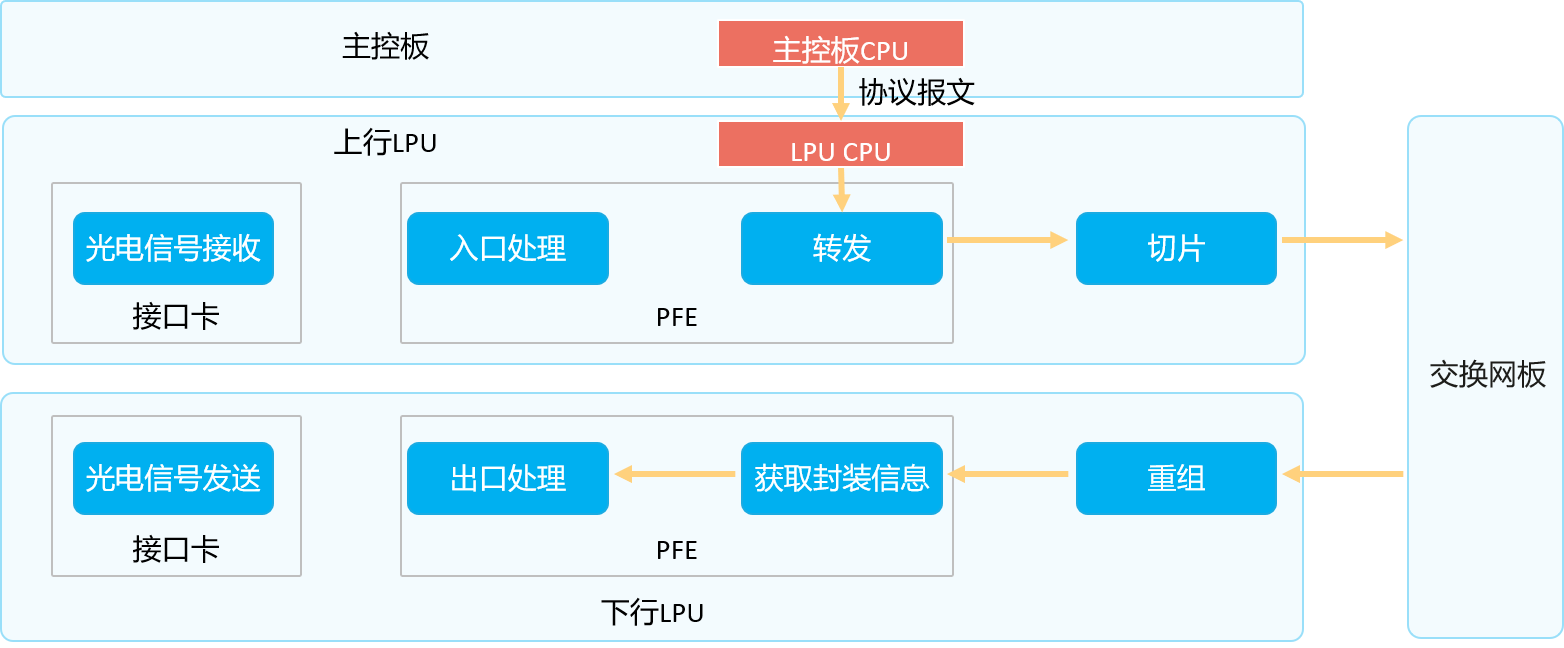 主控板
主控板CPU
协议报文
上行LPU
LPU CPU
光电信号接收
入口处理
转发
切片
接口卡
PFE
交换网板
光电信号发送
出口处理
获取封装信息
重组
接口卡
PFE
下行LPU